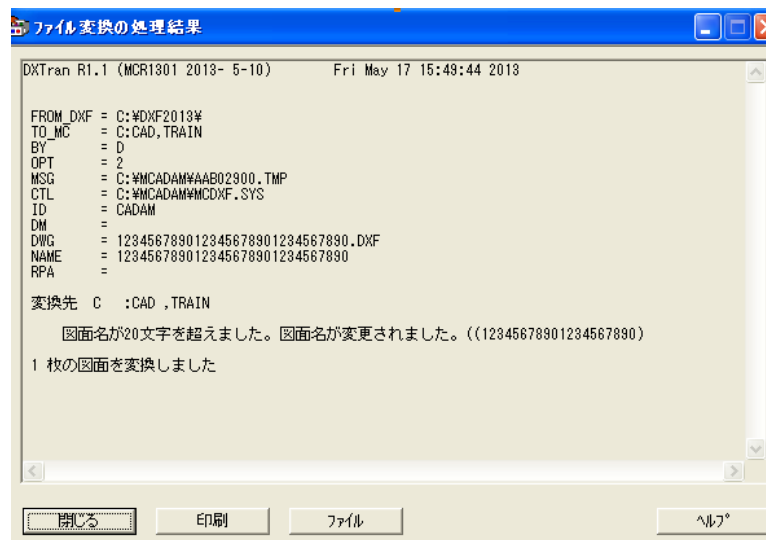 ファイル変換の処理結果
DXTran R1.1 (MCR1301 2013- 5-10)      Fri May 17 15:49:44 2013
FROM_DXF = C:¥DXF2013¥
TO_MC    = C:CAD,TRAIN
BY       = D
OPT      = 2
MSG      = C:¥MCADAM¥AAB02900.TMP
CTL      = C:¥MCADAM¥MCDXF.SYS
ID       = CADAM
DM       =
DWG      = 123456789012345678901234567890.DXF
NAME     = 123456789012345678901234567890
RPA      =
変換先  C   :CAD ,TRAIN
図面名が20文字を超えました。図面名が変更されました。((12345678901234567890)
1 枚の図面を変換しました
閉じる 印刷 ファイル ヘルプ